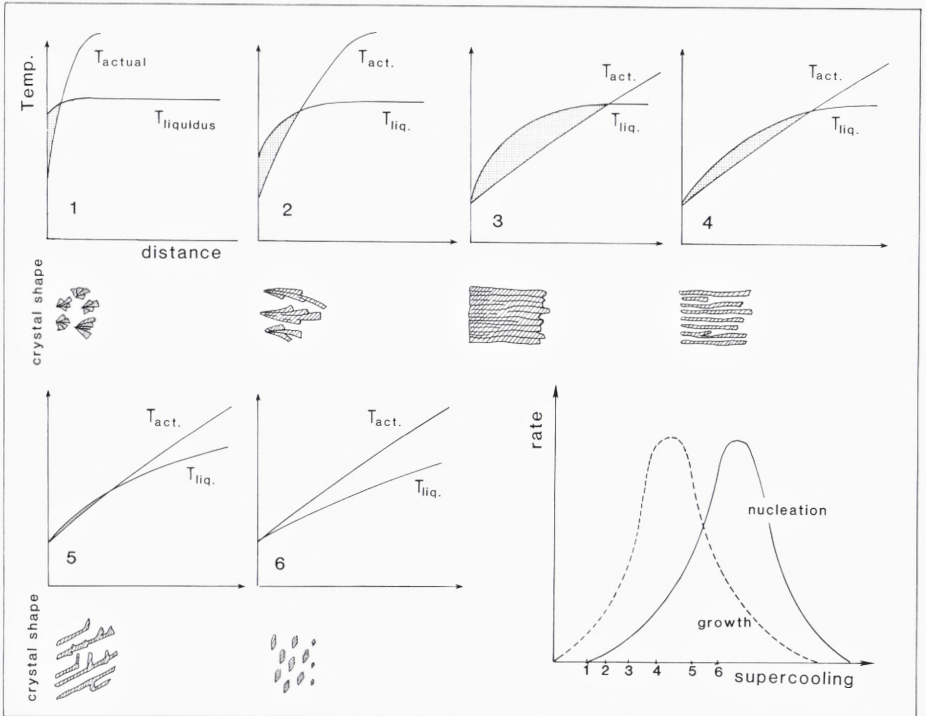 Temp.
T actual
T liquidus
1
distance
T act.
T liq.
2
T act.
T liq.
3
T act.
T liq.
4
crystal shape
T act.
T liq.
5
T act.
T liq.
6
crystal shape
rate
nucleation
growth
1 2 3 4 5 6
supercooling